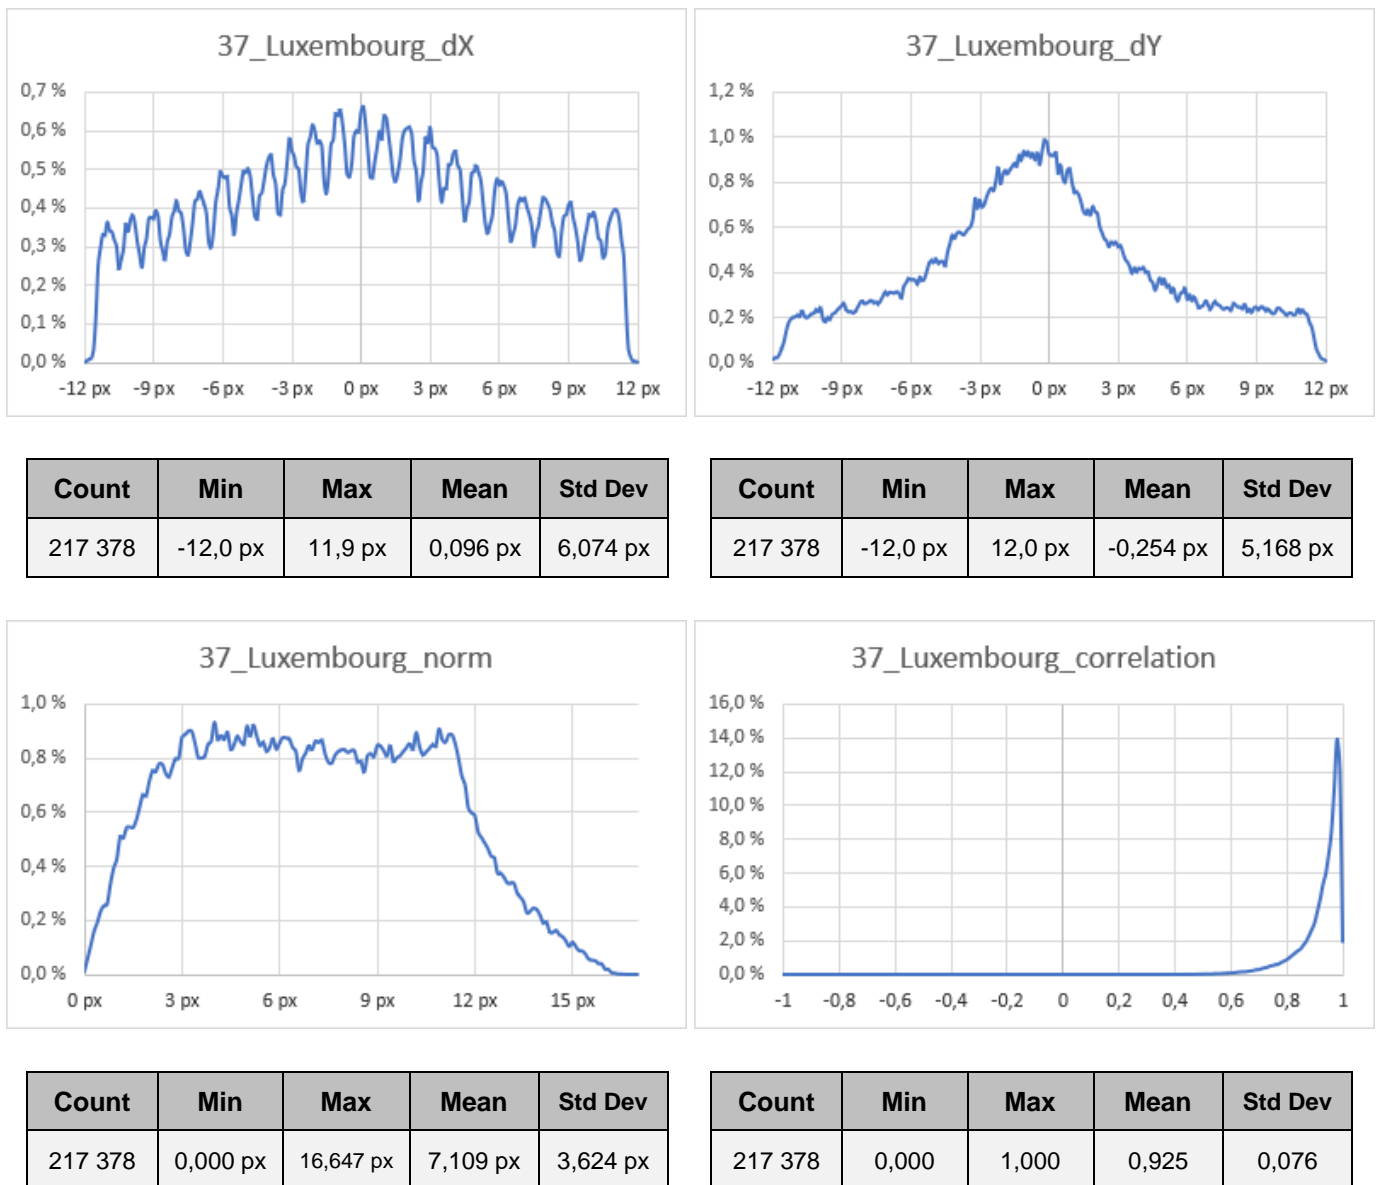 37_Luxembourg_dX
0,7 %
0,6 %
0,5 %
0,4 %
0,3 %
0,2 %
0,1 %
0,0 %
-12 px -9 px -6 px -3 px 0 px 3 px 6 px 9 px 12 px
37_Luxembourg_dY
1,2 %
1,0 %
0,8 %
0,6 %
0,4 %
0,2 %
0,0 %
-12 px -9 px -6 px -3 px 0 px 3 px 6 px 9 px 12 px
Count Min Max Mean Std Dev
217 378 -12,0 px 11,9 px 0,096 px 6,074 px
Count Min Max Mean Std Dev
217 378 -12,0 px 12,0 px -0,254 px 5,168 px
37_Luxembourg_norm
1,0 %
0,8 %
0,6 %
0,4 %
0,2 %
0,0 %
0 px 3 px 6 px 9 px 12 px 15 px
37_Luxembourg_correlation
16,0 %
14,0 %
12,0 %
10,0 %
8,0 %
6,0 %
4,0 %
2,0 %
0,0 %
-1 -0,8 -0,6 -0,4 -0,2 0 0,2 0,4 0,6 0,8 1
Count Min Max Mean Std Dev
217 378 0,000 px 16,647 px 7,109 px 3,624 px
Count Min Max Mean Std Dev
217 378 0,000 1,000 0,925 0,076